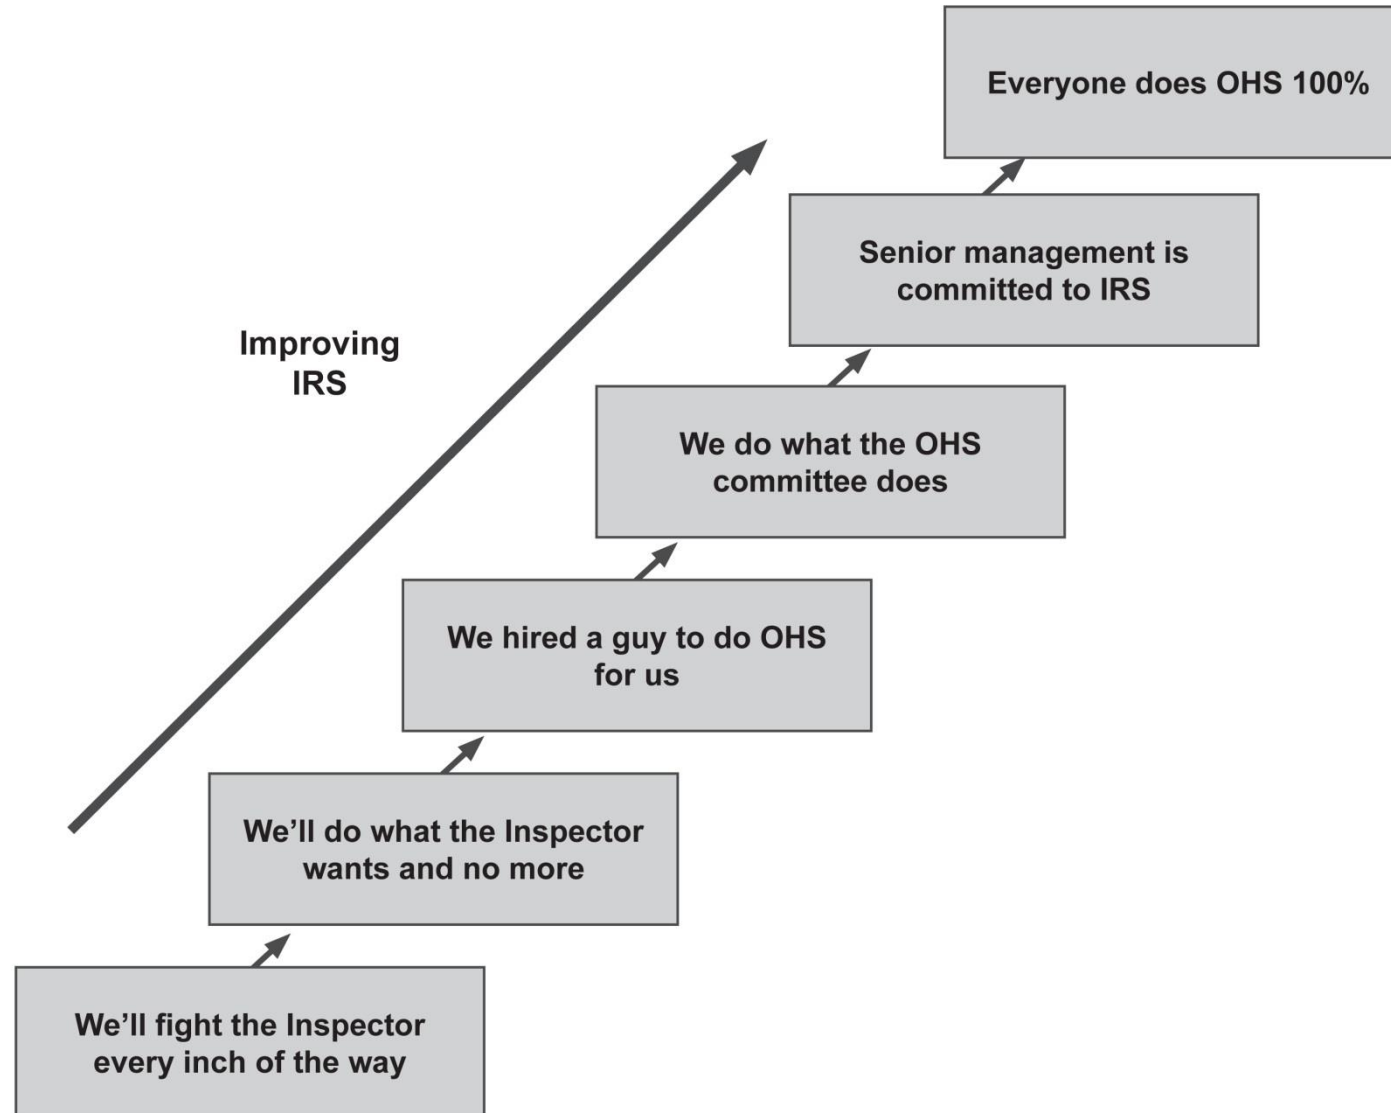 Everyone does OHS 100%
Senior management is
committed to IRS
Improving
IRS
We do what the OHS
committee does
We hired a guy to do OHS
for us
We’ll do what the Inspector
wants and no more
We’ll fight the Inspector
every inch of the way